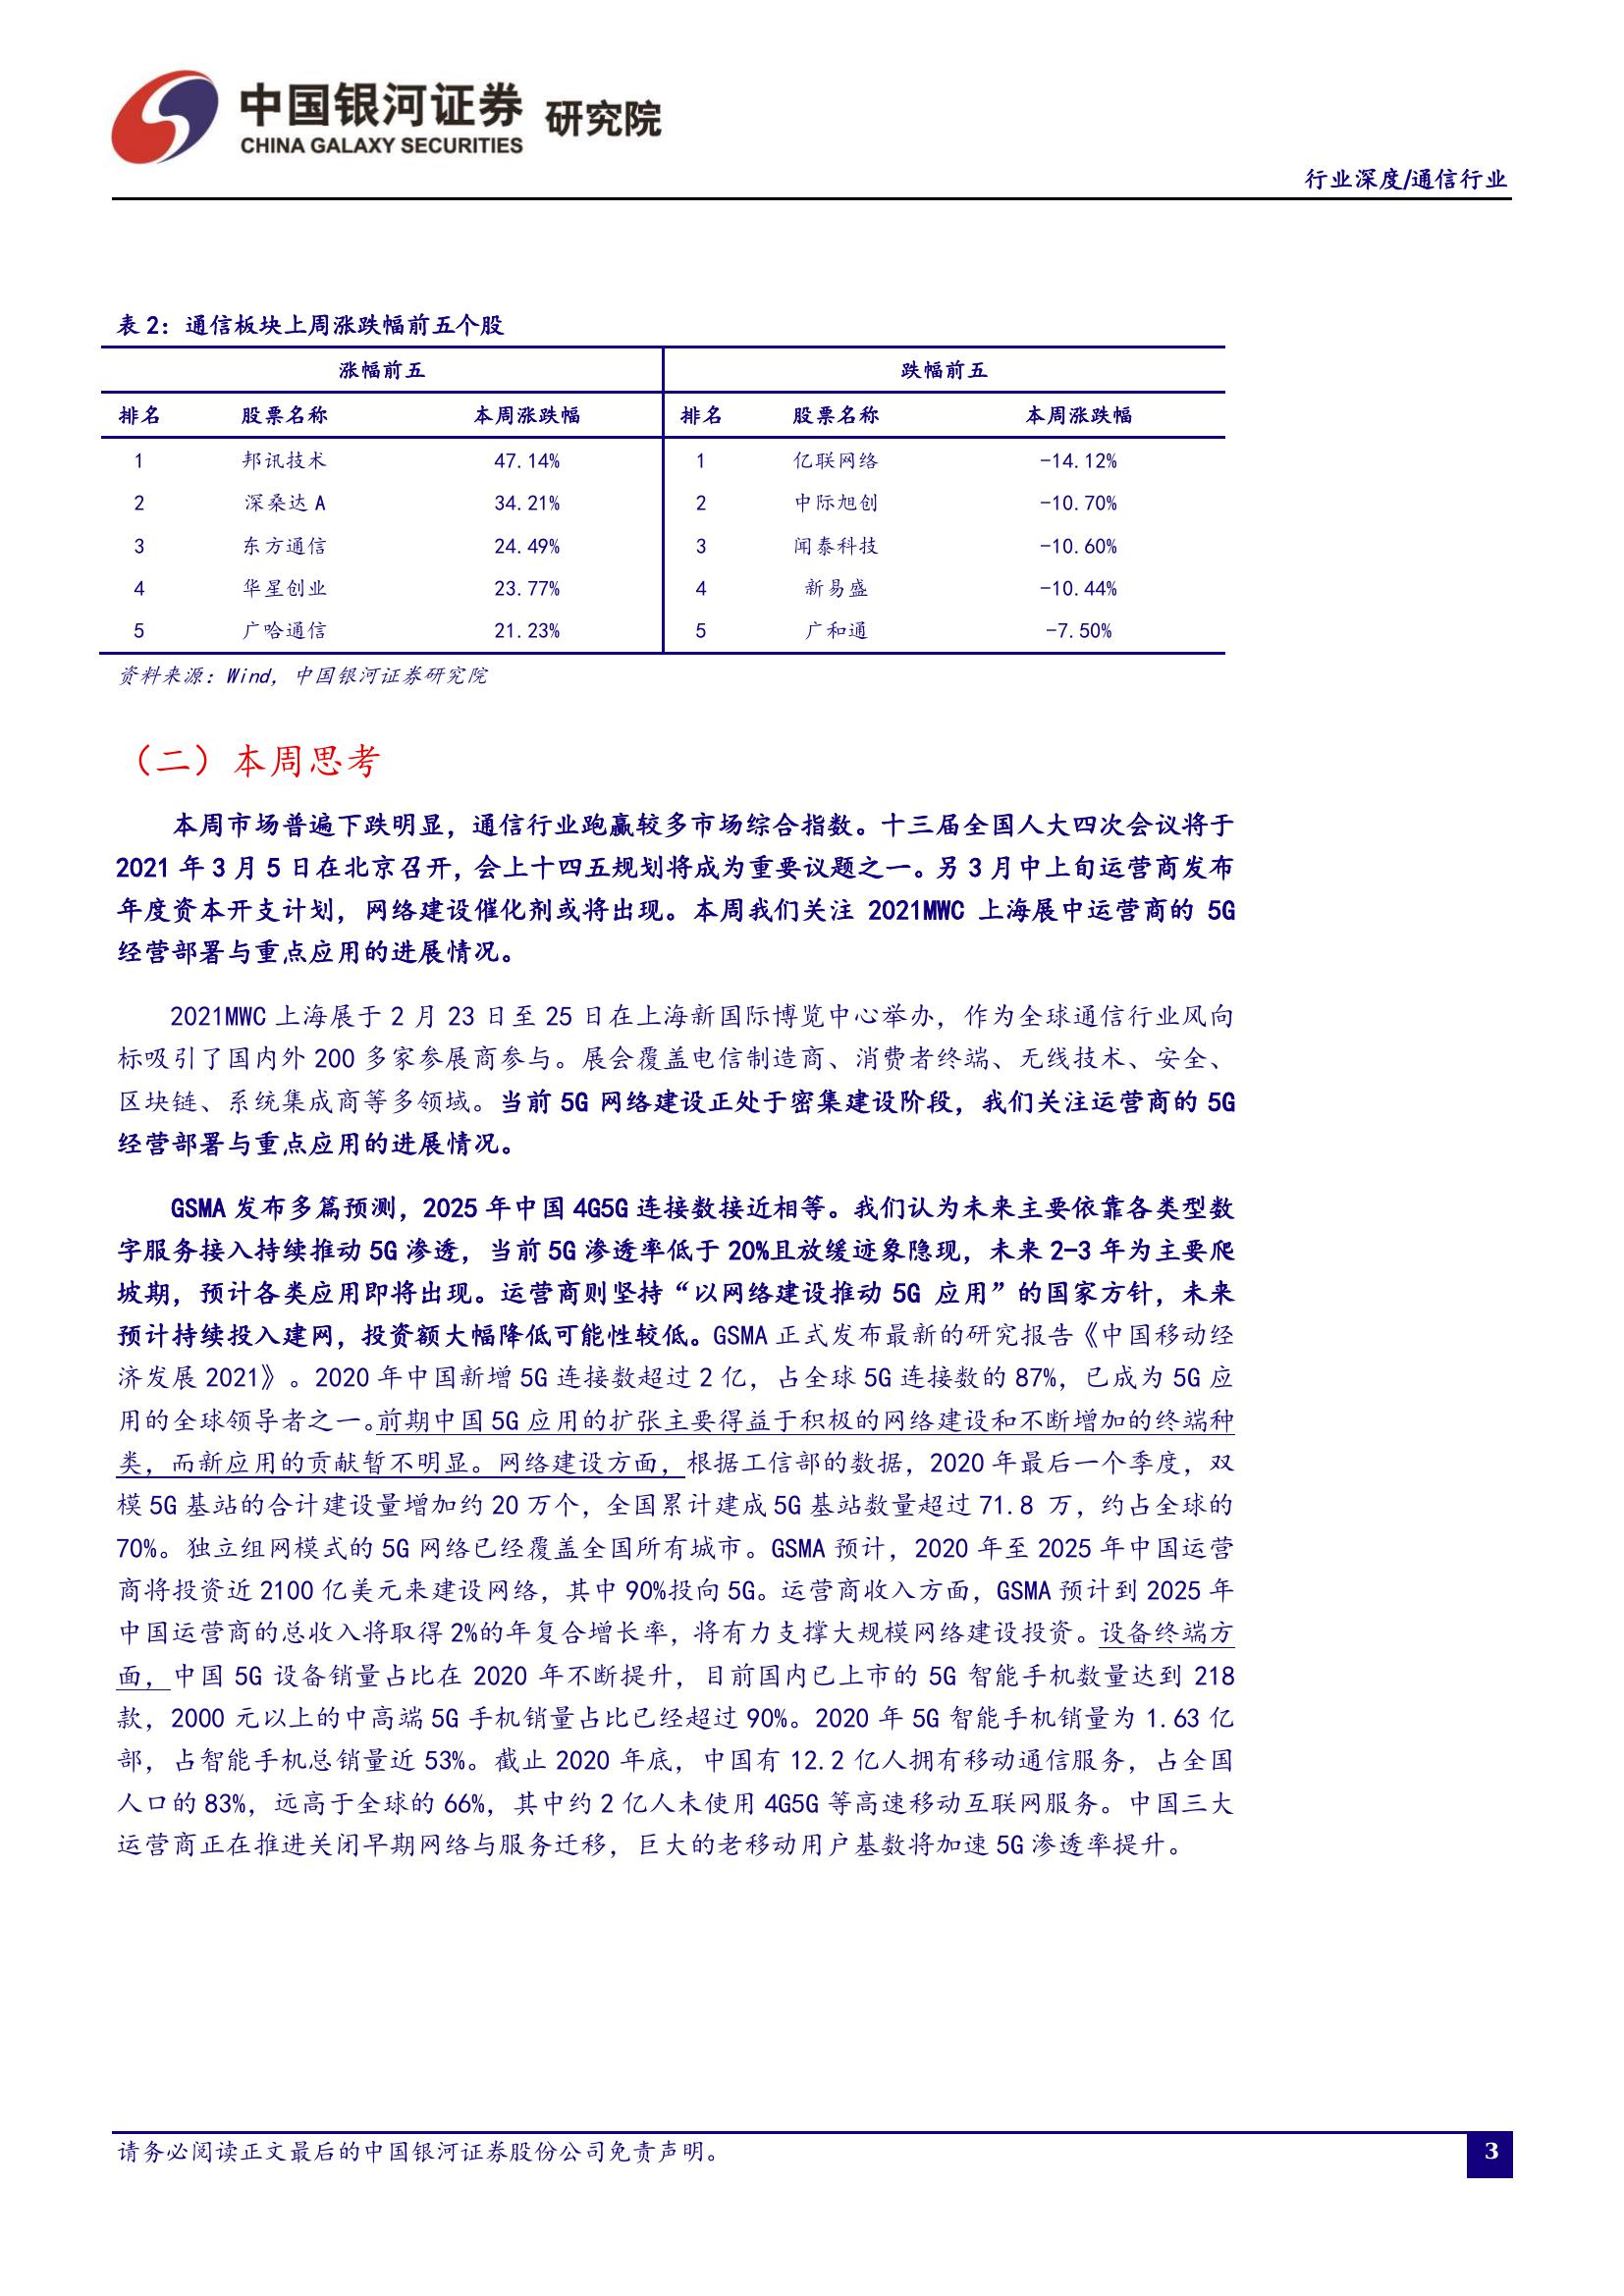 中国银河证券 研究院
CHINA GALAXY SECURITIES
行业深度/通信行业
表 2：通信板块上周涨跌幅前五个股
涨幅前五 跌幅前五
排名 股票名称 本周涨跌幅 排名 股票名称 本周涨跌幅
1 邦讯技术 47.14% 1 亿联网络 -14.12%
2 深桑达 A 34.21% 2 中际旭创 -10.70%
3 东方通信 24.49% 3 闻泰科技 -10.60%
4 华星创业 23.77% 4 新易盛 -10.44%
5 广哈通信 21.23% 5 广和通 -7.50%
资料来源：Wind，中国银河证券研究院
（二）本周思考
本周市场普遍下跌明显，通信行业跑赢较多市场综合指数。十三届全国人大四次会议将于
2021 年 3 月 5 日在北京召开，会上十四五规划将成为重要议题之一。另 3 月中上旬运营商发布
年度资本开支计划，网络建设催化剂或将出现。本周我们关注 2021MWC 上海展中运营商的 5G
经营部署与重点应用的进展情况。
2021MWC 上海展于 2 月 23 日至 25 日在上海新国际博览中心举办，作为全球通信行业风向
标吸引了国内外 200 多家参展商参与。展会覆盖电信制造商、消费者终端、无线技术、安全、
区块链、系统集成商等多领域。当前 5G 网络建设正处于密集建设阶段，我们关注运营商的 5G
经营部署与重点应用的进展情况。
GSMA 发布多篇预测，2025 年中国 4G5G 连接数接近相等。我们认为未来主要依靠各类型数
字服务接入持续推动 5G 渗透，当前 5G 渗透率低于 20%且放缓迹象隐现，未来 2-3 年为主要爬
坡期，预计各类应用即将出现。运营商则坚持“以网络建设推动 5G 应用”的国家方针，未来
预计持续投入建网，投资额大幅降低可能性较低。GSMA 正式发布最新的研究报告《中国移动经
济发展 2021》。2020 年中国新增 5G 连接数超过 2 亿，占全球 5G 连接数的 87%，已成为 5G 应
用的全球领导者之一。前期中国 5G 应用的扩张主要得益于积极的网络建设和不断增加的终端种
类，而新应用的贡献暂不明显。网络建设方面，根据工信部的数据，2020 年最后一个季度，双
模 5G 基站的合计建设量增加约 20 万个，全国累计建成 5G 基站数量超过 71.8 万，约占全球的
70%。独立组网模式的 5G 网络已经覆盖全国所有城市。GSMA 预计，2020 年至 2025 年中国运营
商将投资近 2100 亿美元来建设网络，其中 90%投向 5G。运营商收入方面，GSMA 预计到 2025 年
中国运营商的总收入将取得 2%的年复合增长率，将有力支撑大规模网络建设投资。设备终端方
面，中国 5G 设备销量占比在 2020 年不断提升，目前国内已上市的 5G 智能手机数量达到 218
款，2000 元以上的中高端 5G 手机销量占比已经超过 90%。2020 年 5G 智能手机销量为 1.63 亿
部，占智能手机总销量近 53%。截止 2020 年底，中国有 12.2 亿人拥有移动通信服务，占全国
人口的 83%，远高于全球的 66%，其中约 2 亿人未使用 4G5G 等高速移动互联网服务。中国三大
运营商正在推进关闭早期网络与服务迁移，巨大的老移动用户基数将加速 5G 渗透率提升。
请务必阅读正文最后的中国银河证券股份公司免责声明。
3